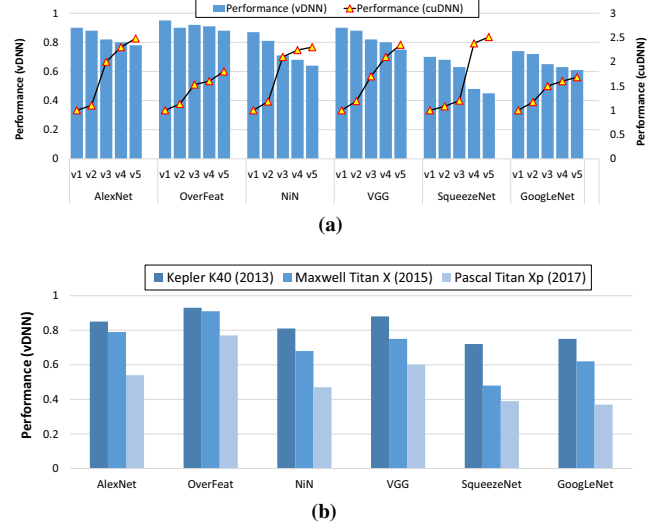 Performance (vDNN) Performance (cuDNN)
1 3
0.8 2.5
0.6 2
0.4 1.5
0.2 1
0 0.5
0
Performance (vDNN)
Performance (cuDNN)
v1 v2 v3 v4 v5 v1 v2 v3 v4 v5 v1 v2 v3 v4 v5 v1 v2 v3 v4 v5 v1 v2 v3 v4 v5 v1 v2 v3 v4 v5
AlexNet OverFeat NiN VGG SqueezeNet GoogLeNet
(a)
Kepler K40 (2013) Maxwell Titan X (2015) Pascal Titan Xp (2017)
1
0.8
0.6
0.4
0.2
0
Performance (vDNN)
AlexNet OverFeat NiN VGG SqueezeNet GoogLeNet
(b)